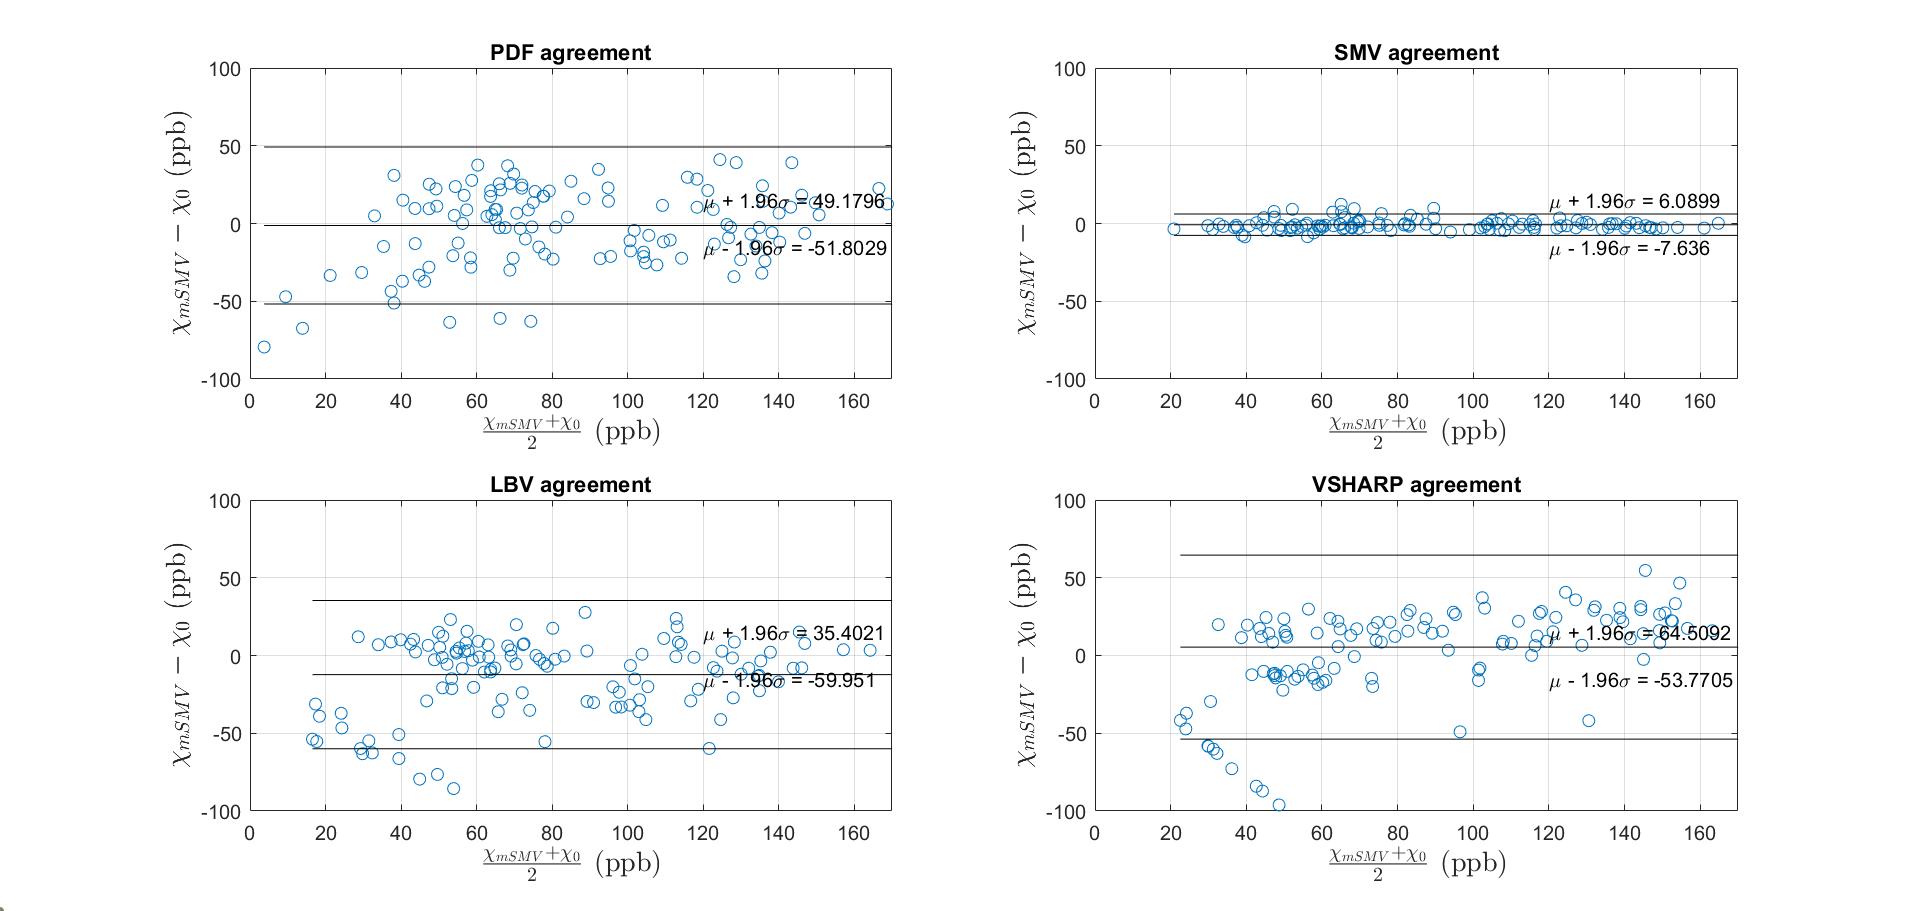 PDF agreement
100
50
0
-50
-100
χmSMV − χ0 (ppb)
μ + 1.96σ = 49.1796
μ - 1.96σ = -51.8029
0 20 40 60 80 100 120 140 160
χmSMV+χ0
2
(ppb)
SMV agreement
100
50
0
-50
-100
χmSMV − χ0 (ppb)
μ + 1.96σ = 6.0899
μ - 1.96σ = -7.636
0 20 40 60 80 100 120 140 160
χmSMV+χ0
2
(ppb)
LBV agreement
100
50
0
-50
-100
χmSMV − χ0 (ppb)
μ + 1.96σ = 35.4021
μ - 1.96σ = -59.951
0 20 40 60 80 100 120 140 160
χmSMV+χ0
2
(ppb)
VSHARP agreement
100
50
0
-50
-100
χmSMV − χ0 (ppb)
μ + 1.96σ = 64.5092
μ - 1.96σ = -53.7705
0 20 40 60 80 100 120 140 160
χmSMV+χ0
2
(ppb)